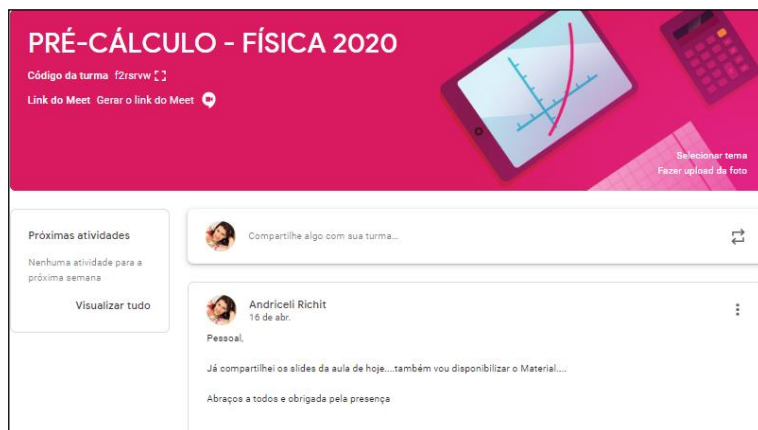 PRÉ-CÁLCULO - FÍSICA 2020
Código da turma f2rsrvw
Link do Meet Gerar o link do Meet
Selecionar tema
Fazer upload da foto
Próximas atividades
Nenhuma atividade para a
próxima semana
Visualizar tudo
Compartilhe algo com sua turma...
Andriceli Richit
16 de abr.
Pessoal,
Já compartilhei os slides da aula de hoje....também vou disponibilizar o Material....
Abraços a todos e obrigada pela presença